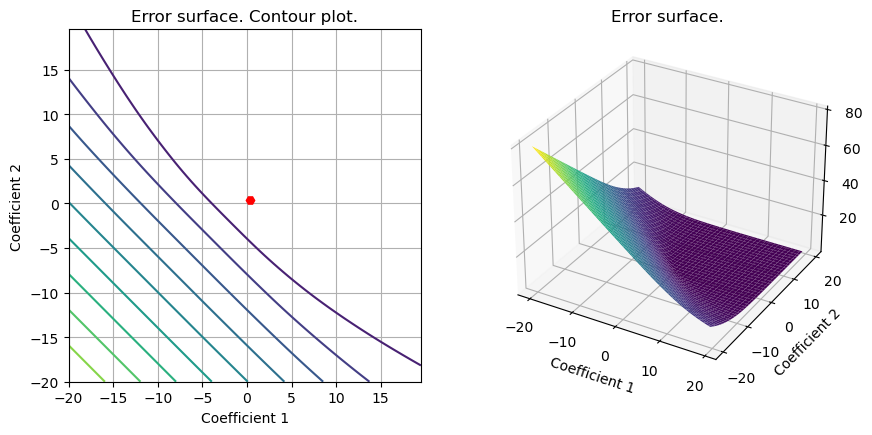 Error surface. Contour plot.
15
10
5
0
−5
−10
−15
−20
−20 −15 −10 −5 0 5 10 15
Coefficient 1
Coefficient 2
Error surface.
80
60
40
20
−20 −10 0 10 20
Coefficient 1
20
10
0
−10
−20
Coefficient 2